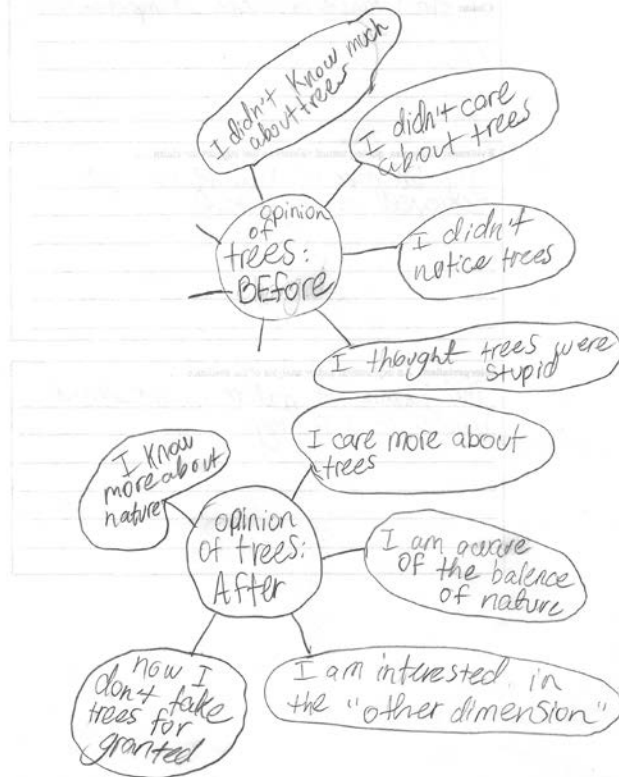 I didn't know much
about trees
I didn't care
about trees
opinion
of
trees:
BEfore
I didn't
notice trees
I thought trees were
stupid
I care more about
trees
I know
more about
nature
opinion
of trees:
After
I am aware
of the balence
of nature
now I
don't take
trees for
granted
I am interested in
the "other dimension"